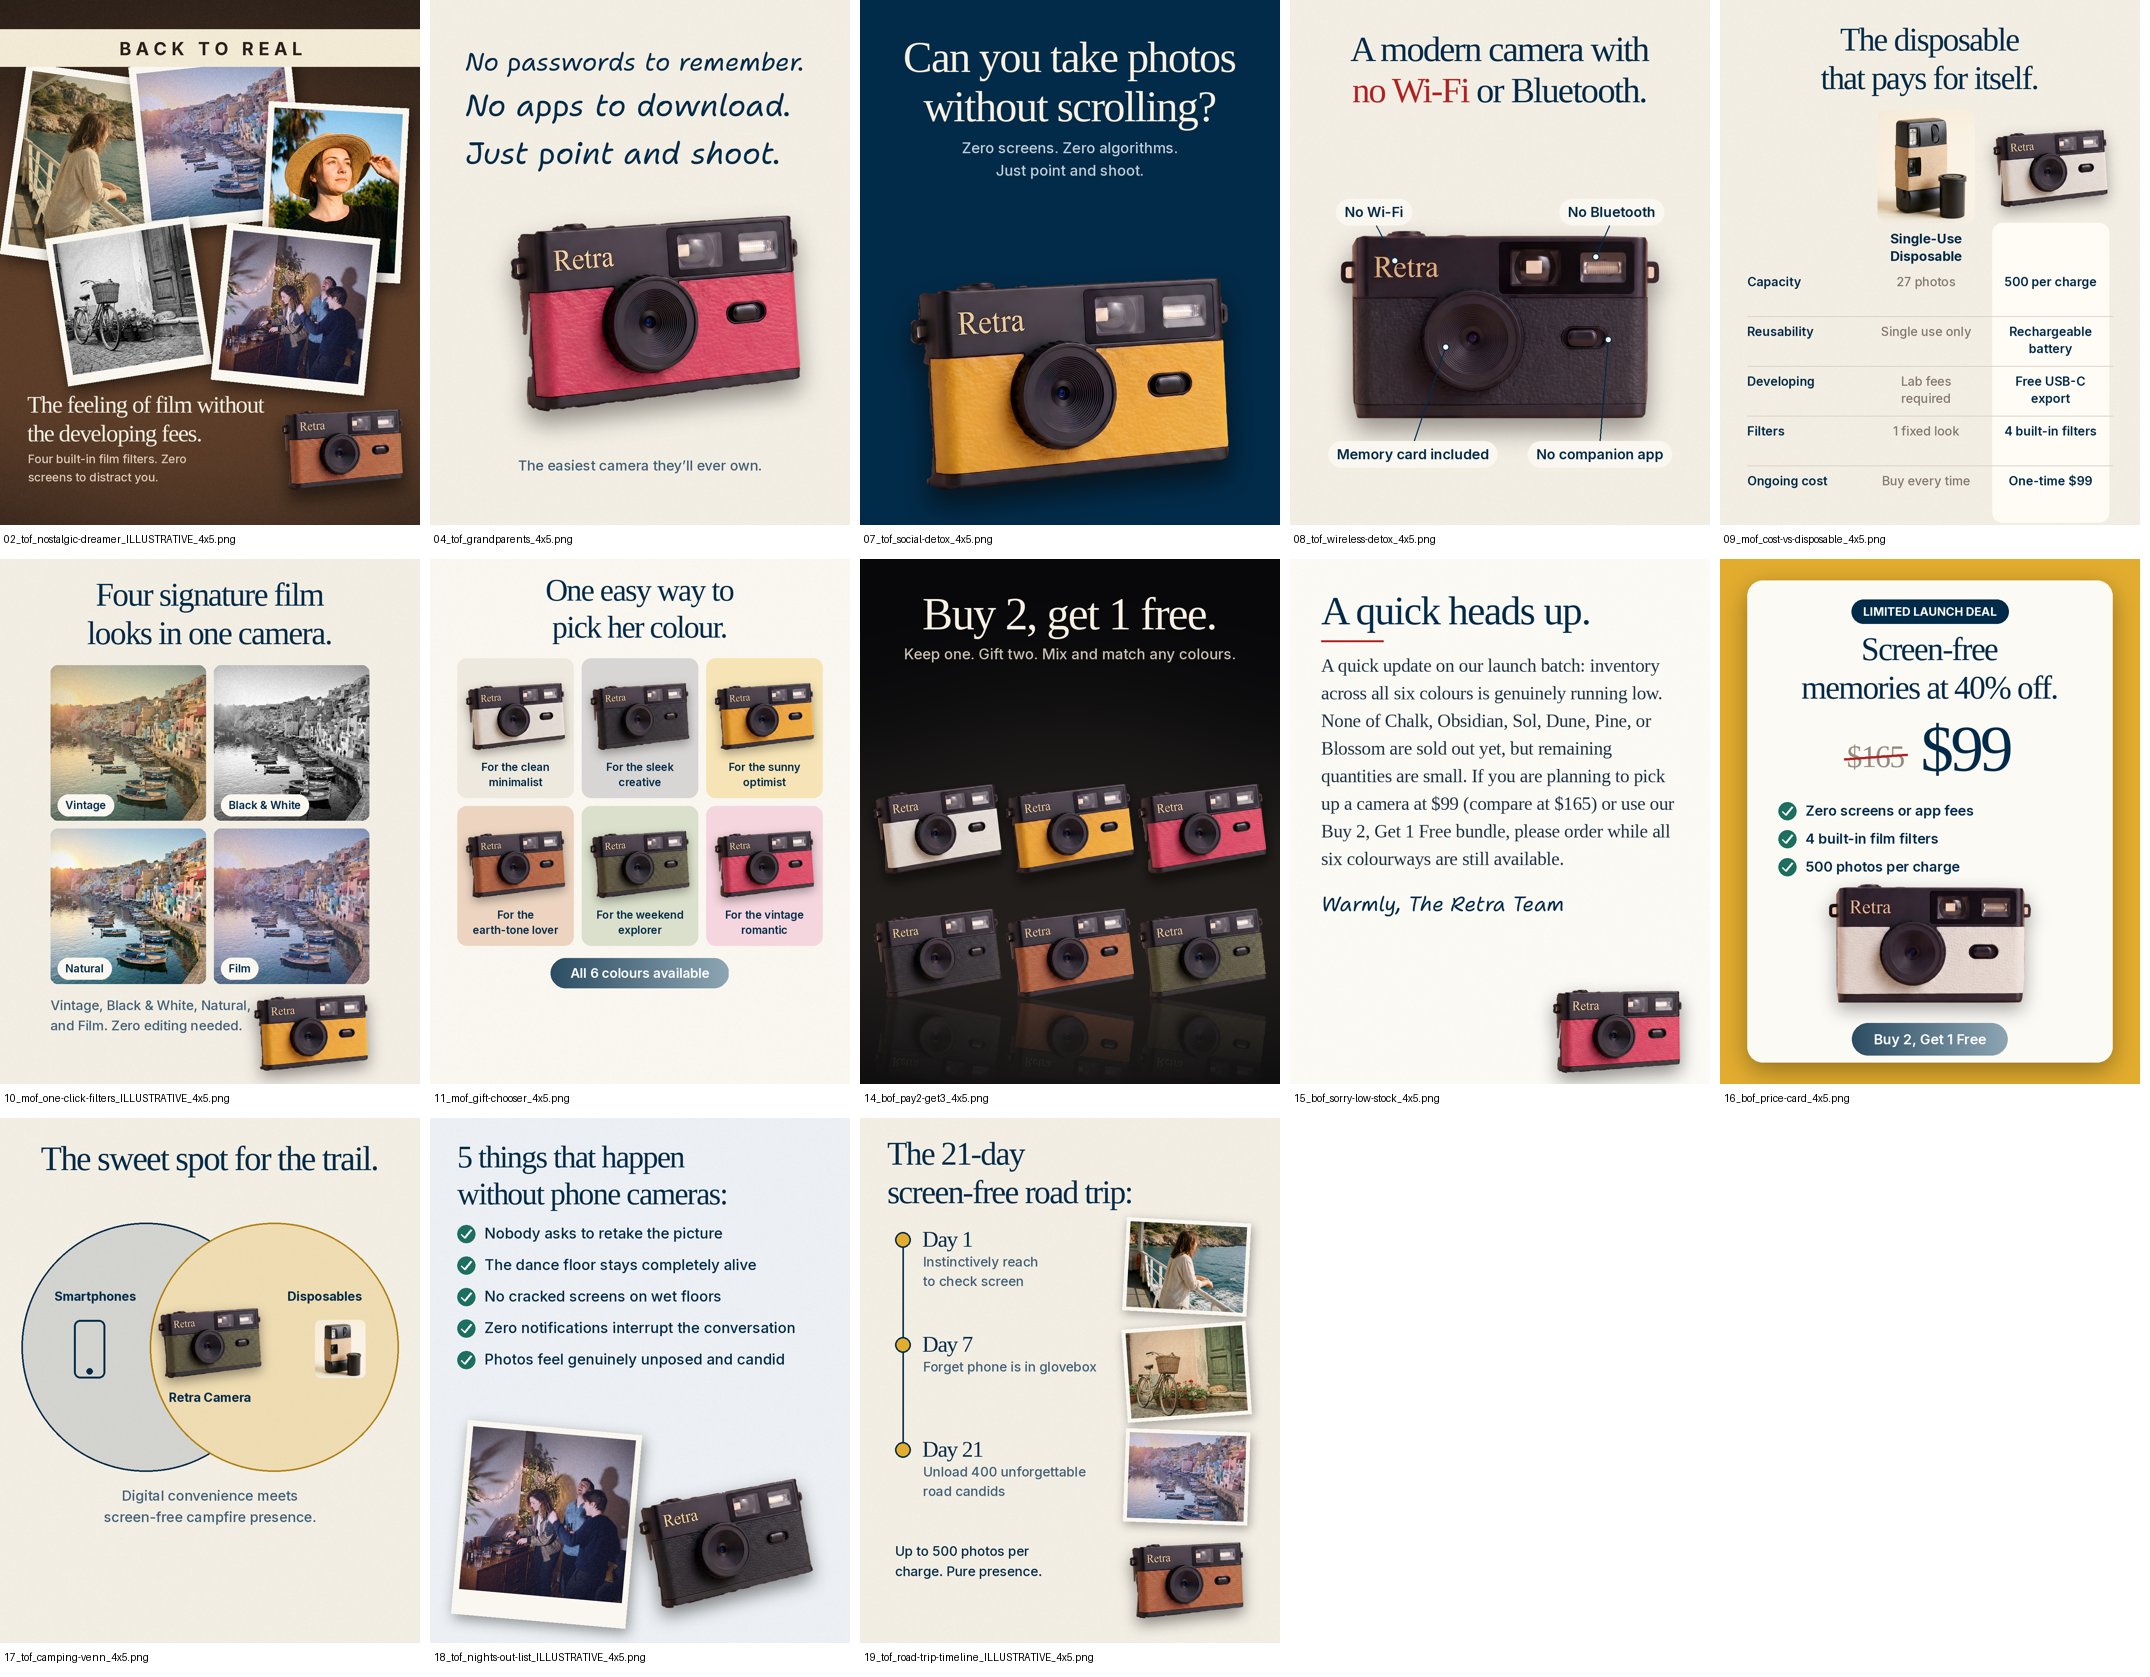 BACK TO REAL
The feeling of film without
the developing fees.
Four built-in film filters. Zero
screens to distract you.
Retra
02_tof_nostalgic-dreamer_ILLUSTRATIVE_4x5.png
No passwords to remember.
No apps to download.
Just point and shoot.
Retra
The easiest camera they'll ever own.
04_tof_grandparents_4x5.png
Can you take photos
without scrolling?
Zero screens. Zero algorithms.
Just point and shoot.
Retra
07_tof_social-detox_4x5.png
A modern camera with
no Wi-Fi or Bluetooth.
No Wi-Fi
No Bluetooth
Retra
Memory card included
No companion app
08_tof_wireless-detox_4x5.png
The disposable
that pays for itself.
Retra
Single-Use
Disposable
Capacity
27 photos
500 per charge
Reusability
Single use only
Rechargeable
battery
Developing
Lab fees
required
Free USB-C
export
Filters
1 fixed look
4 built-in filters
Ongoing cost
Buy every time
One-time $99
09_mof_cost-vs-disposable_4x5.png
Four signature film
looks in one camera.
Vintage
Black & White
Natural
Film
Vintage, Black & White, Natural,
and Film. Zero editing needed.
Retra
10_mof_one-click-filters_ILLUSTRATIVE_4x5.png
One easy way to
pick her colour.
Retra
Retra
Retra
For the clean
minimalist
For the sleek
creative
For the sunny
optimist
Retra
Retra
Retra
For the
earth-tone lover
For the weekend
explorer
For the vintage
romantic
All 6 colours available
11_mof_gift-chooser_4x5.png
Buy 2, get 1 free.
Keep one. Gift two. Mix and match any colours.
Retra
Retra
Retra
Retra
Retra
Retra
14_bof_pay2-get3_4x5.png
A quick heads up.
A quick update on our launch batch: inventory
across all six colours is genuinely running low.
None of Chalk, Obsidian, Sol, Dune, Pine, or
Blossom are sold out yet, but remaining
quantities are small. If you are planning to pick
up a camera at $99 (compare at $165) or use our
Buy 2, Get 1 Free bundle, please order while all
six colourways are still available.
Warmly, The Retra Team
Retra
15_bof_sorry-low-stock_4x5.png
LIMITED LAUNCH DEAL
Screen-free
memories at 40% off.
$165 $99
Zero screens or app fees
4 built-in film filters
500 photos per charge
Retra
Buy 2, Get 1 Free
16_bof_price-card_4x5.png
The sweet spot for the trail.
Smartphones
Disposables
Retra
Retra Camera
Digital convenience meets
screen-free campfire presence.
17_tof_camping-venn_4x5.png
5 things that happen
without phone cameras:
Nobody asks to retake the picture
The dance floor stays completely alive
No cracked screens on wet floors
Zero notifications interrupt the conversation
Photos feel genuinely unposed and candid
Retra
18_tof_nights-out-list_ILLUSTRATIVE_4x5.png
The 21-day
screen-free road trip:
Day 1
Instinctively reach
to check screen
Day 7
Forget phone is in glovebox
Day 21
Unload 400 unforgettable
road candids
Up to 500 photos per
charge. Pure presence.
Retra
19_tof_road-trip-timeline_ILLUSTRATIVE_4x5.png